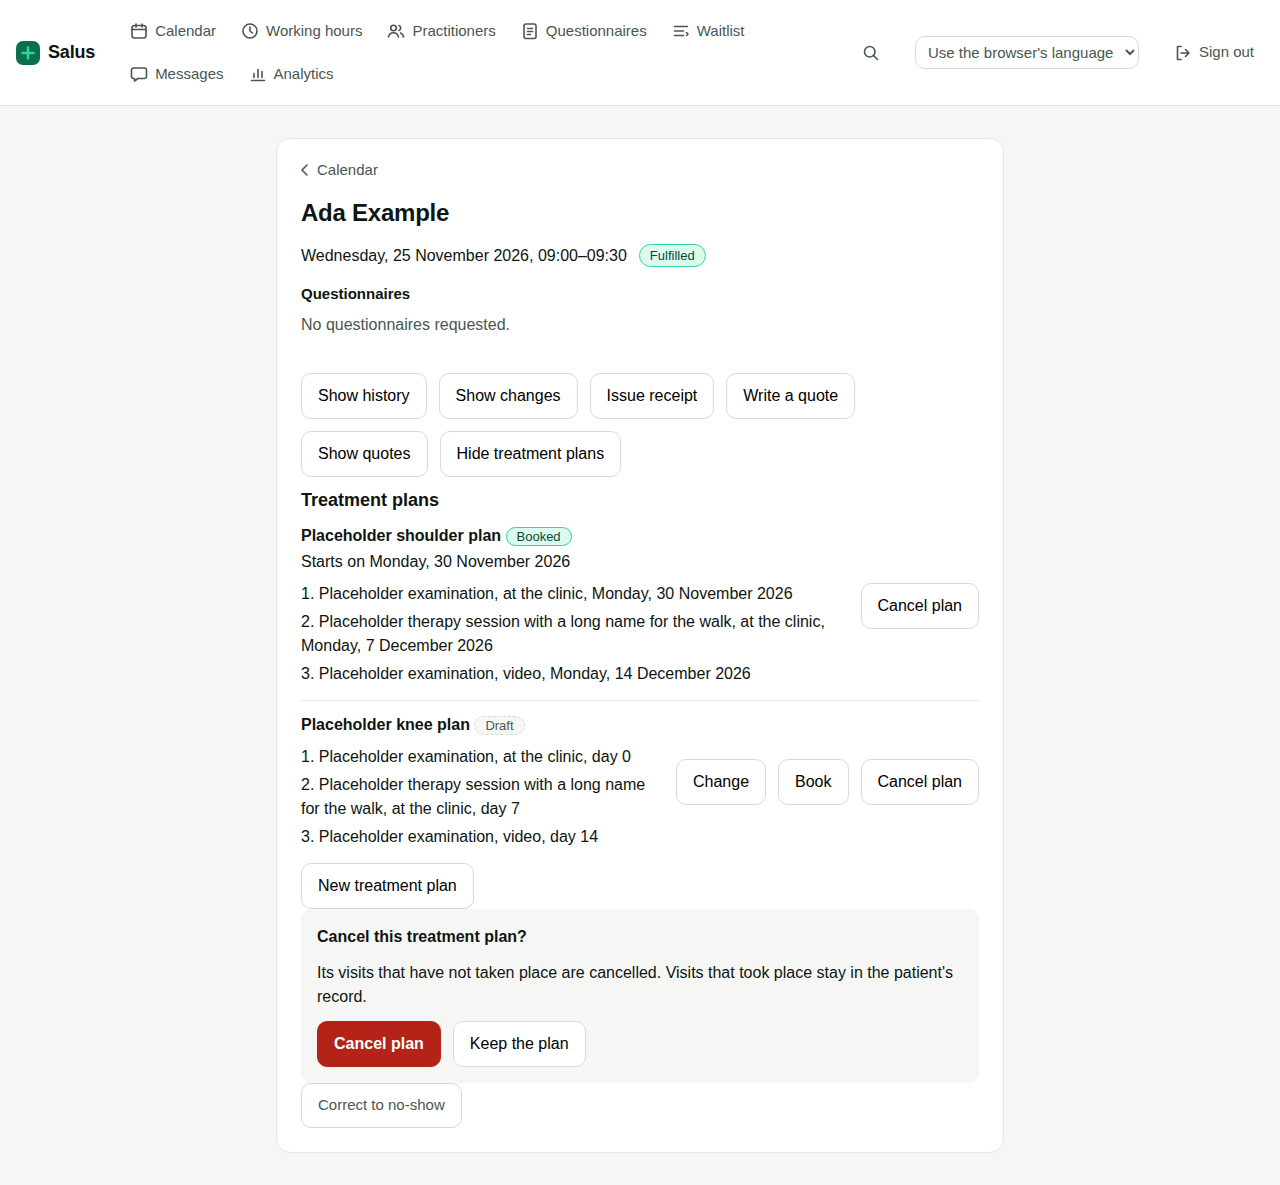 Salus
Calendar
Working hours
Practitioners
Questionnaires
Waitlist
Messages
Analytics
Use the browser's language
Sign out
Calendar
Ada Example
Wednesday, 25 November 2026, 09:00–09:30 Fulfilled
Questionnaires
No questionnaires requested.
Show history
Show changes
Issue receipt
Write a quote
Show quotes
Hide treatment plans
Treatment plans
Placeholder shoulder plan Booked
Starts on Monday, 30 November 2026
1. Placeholder examination, at the clinic, Monday, 30 November 2026
2. Placeholder therapy session with a long name for the walk, at the clinic,
Monday, 7 December 2026
3. Placeholder examination, video, Monday, 14 December 2026
Cancel plan
Placeholder knee plan Draft
1. Placeholder examination, at the clinic, day 0
2. Placeholder therapy session with a long name
for the walk, at the clinic, day 7
3. Placeholder examination, video, day 14
Change
Book
Cancel plan
New treatment plan
Cancel this treatment plan?
Its visits that have not taken place are cancelled. Visits that took place stay in the patient's
record.
Cancel plan
Keep the plan
Correct to no-show